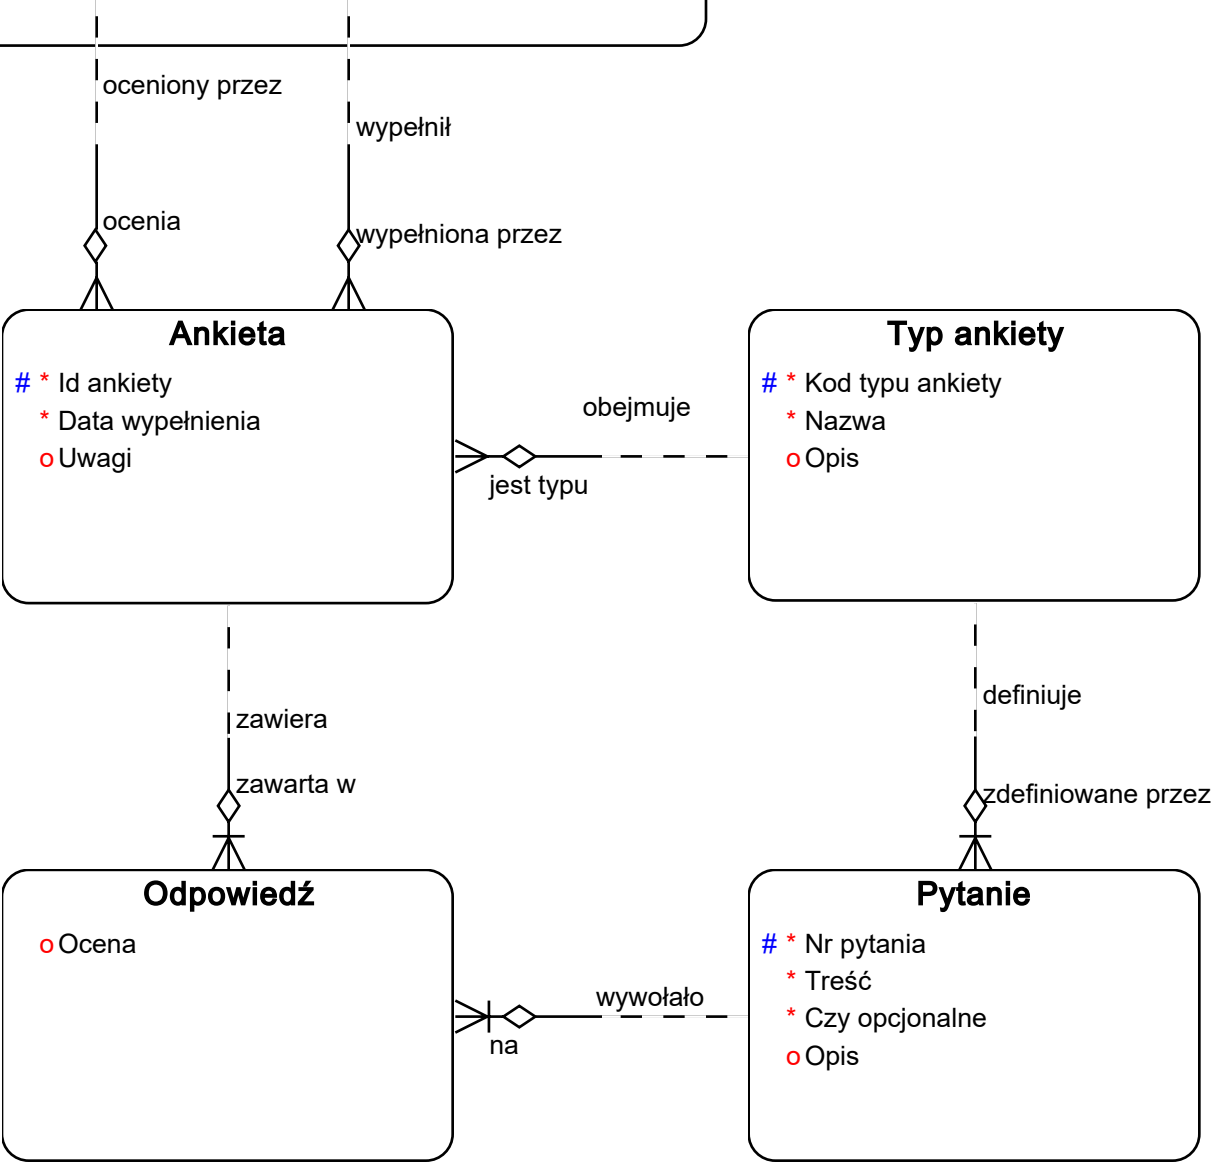 oceniony przez
wypełnił
ocenia
wypełniona przez
Ankieta
# * Id ankiety
* Data wypełnienia
o Uwagi
obejmuje
jest typu
Typ ankiety
# * Kod typu ankiety
* Nazwa
o Opis
zawiera
zawarta w
definiuje
zdefiniowane przez
Odpowiedź
o Ocena
wywołało
na
Pytanie
# * Nr pytania
* Treść
* Czy opcjonalne
o Opis